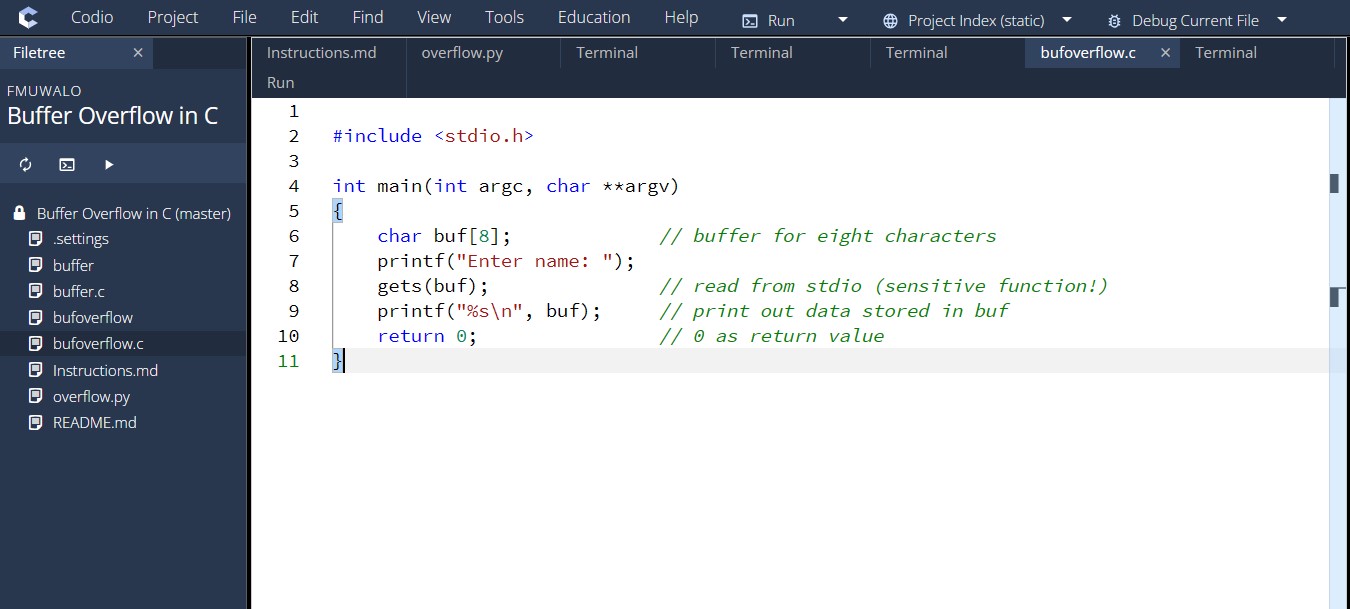 Codio Project File Edit Find View Tools Education Help Run Project Index (static) Debug Current File
Filetree ×
FMUWALO
Buffer Overflow in C
Buffer Overflow in C (master)
.settings
buffer
buffer.c
bufoverflow
bufoverflow.c
Instructions.md
overflow.py
README.md
Instructions.md overflow.py Terminal Terminal Terminal bufoverflow.c × Terminal
Run
1
2 #include <stdio.h>
3
4 int main(int argc, char **argv)
5 {
6     char buf[8];             // buffer for eight characters
7     printf("Enter name: ");
8     gets(buf);               // read from stdio (sensitive function!)
9     printf("%s\n", buf);     // print out data stored in buf
10     return 0;                // 0 as return value
11 }